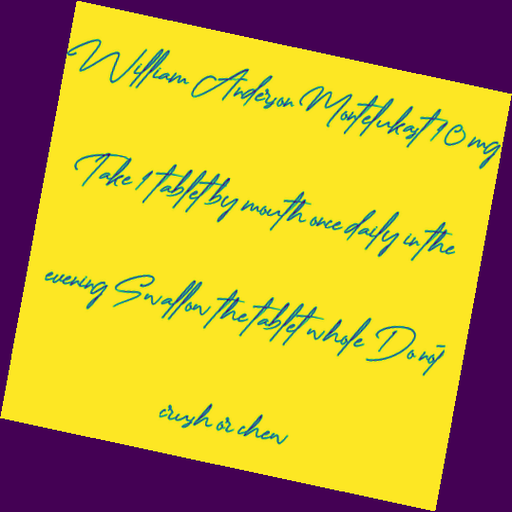 William Anderson Montelukast 10 mg
Take 1 tablet by mouth once daily in the
evening Swallow the tablet whole Do not
crush or chew